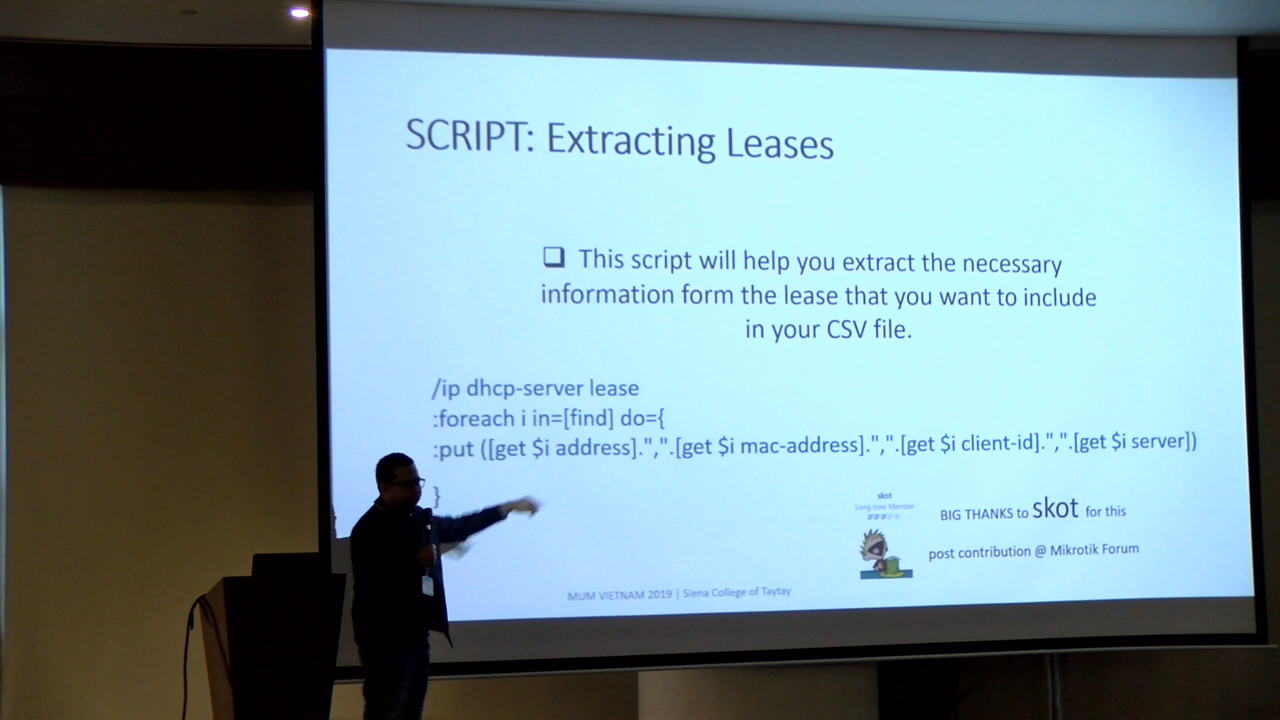 SCRIPT: Extracting Leases
❑ This script will help you extract the necessary
information form the lease that you want to include
in your CSV file.
/ip dhcp-server lease
:foreach i in=[find] do={
:put ([get $i address].",".[get $i mac-address].",".[get $i client-id].",".[get $i server])
}
skot
Long time Member
BIG THANKS to skot for this
post contribution @ Mikrotik Forum
MUM VIETNAM 2019 | Siena College of Taytay